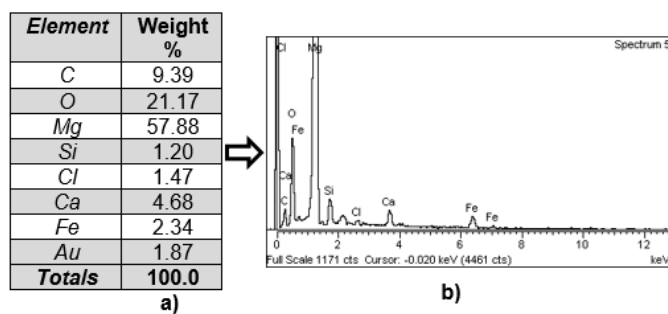 Element Weight %
C 9.39
O 21.17
Mg 57.88
Si 1.20
Cl 1.47
Ca 4.68
Fe 2.34
Au 1.87
Totals 100.0
a)
Spectrum 5
Cl Mg
O
Fe
Ca
C Si Cl Ca Fe Fe
0 2 4 6 8 10 12
Full Scale 1171 cts Cursor: -0.020 keV (4461 cts) keV
b)